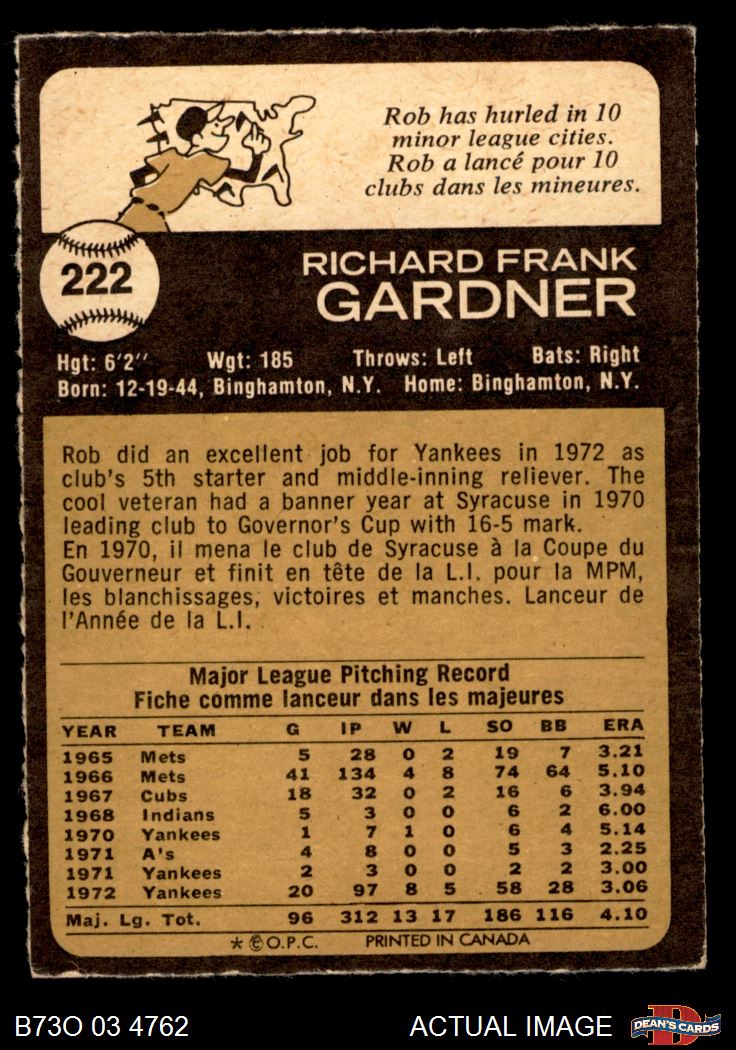 Rob has hurled in 10
minor league cities.
Rob a lancé pour 10
clubs dans les mineures.
222
RICHARD FRANK
GARDNER
Hgt: 6'2" Wgt: 185 Throws: Left Bats: Right
Born: 12-19-44, Binghamton, N.Y. Home: Binghamton, N.Y.
Rob did an excellent job for Yankees in 1972 as
club's 5th starter and middle-inning reliever. The
cool veteran had a banner year at Syracuse in 1970
leading club to Governor's Cup with 16-5 mark.
En 1970, il mena le club de Syracuse à la Coupe du
Gouverneur et finit en tête de la L.I. pour la MPM,
les blanchissages, victoires et manches. Lanceur de
l'Année de la L.I.
Major League Pitching Record
Fiche comme lanceur dans les majeures
YEAR TEAM G IP W L SO BB ERA
1965 Mets 5 28 0 2 19 7 3.21
1966 Mets 41 134 4 8 74 64 5.10
1967 Cubs 18 32 0 2 16 6 3.94
1968 Indians 5 3 0 0 6 2 6.00
1970 Yankees 1 7 1 0 6 4 5.14
1971 A's 4 8 0 0 5 3 2.25
1971 Yankees 2 3 0 0 2 2 3.00
1972 Yankees 20 97 8 5 58 28 3.06
Maj. Lg. Tot. 96 312 13 17 186 116 4.10
* ©O.P.C. PRINTED IN CANADA
B73O 03 4762 ACTUAL IMAGE D DEAN'S CARDS